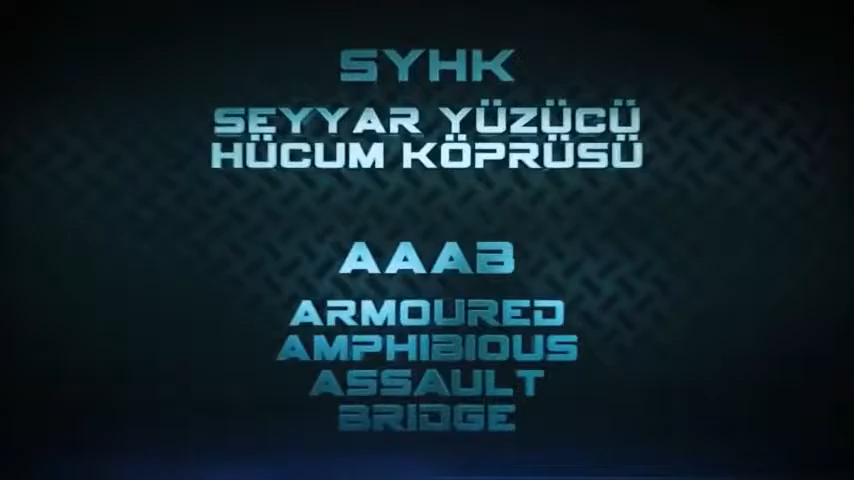 SYHK
SEYYAR YÜZÜCÜ
HÜCUM KÖPRÜSÜ
AAAB
ARMOURED
AMPHIBIOUS
ASSAULT
BRIDGE